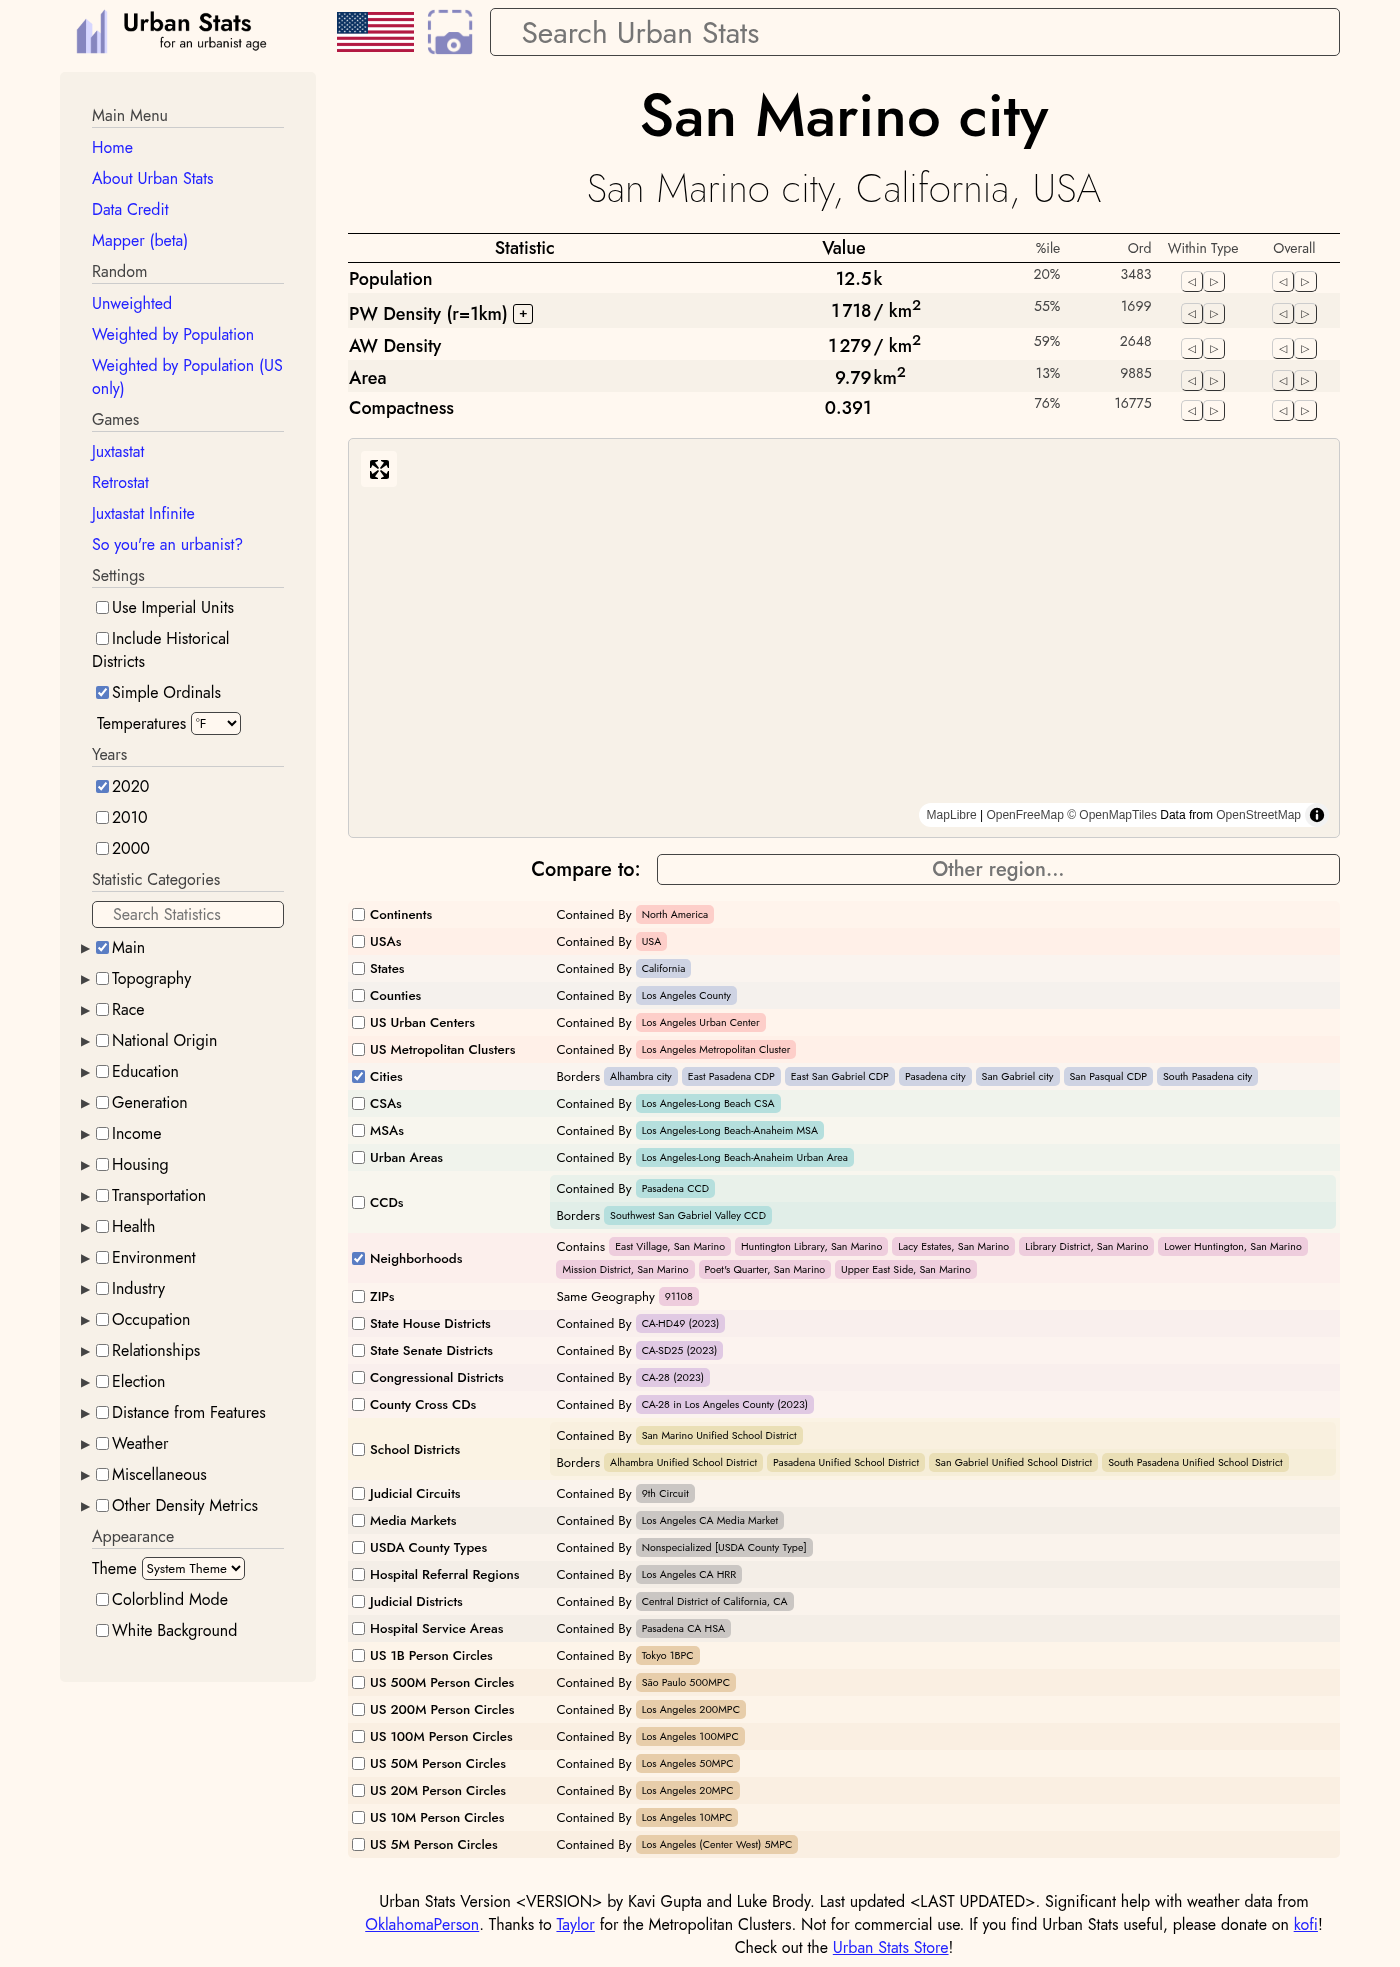 Urban Stats
for an urbanist age
Search Urban Stats
Main Menu
Home
About Urban Stats
Data Credit
Mapper (beta)
Random
Unweighted
Weighted by Population
Weighted by Population (US
only)
Games
Juxtastat
Retrostat
Juxtastat Infinite
So you're an urbanist?
Settings
Use Imperial Units
Include Historical
Districts
Simple Ordinals
Temperatures °F
Years
2020
2010
2000
Statistic Categories
Search Statistics
Main
Topography
Race
National Origin
Education
Generation
Income
Housing
Transportation
Health
Environment
Industry
Occupation
Relationships
Election
Distance from Features
Weather
Miscellaneous
Other Density Metrics
Appearance
Theme System Theme
Colorblind Mode
White Background
San Marino city
San Marino city, California, USA
Statistic Value %ile Ord Within Type Overall
Population 12.5k 20% 3483
PW Density (r=1km) + 1 718 / km² 55% 1699
AW Density 1 279 / km² 59% 2648
Area 9.79 km² 13% 9885
Compactness 0.391 76% 16775
MapLibre | OpenFreeMap © OpenMapTiles Data from OpenStreetMap
Compare to: Other region...
Continents Contained By North America
USAs Contained By USA
States Contained By California
Counties Contained By Los Angeles County
US Urban Centers Contained By Los Angeles Urban Center
US Metropolitan Clusters Contained By Los Angeles Metropolitan Cluster
Cities Borders Alhambra city East Pasadena CDP East San Gabriel CDP Pasadena city San Gabriel city San Pasqual CDP South Pasadena city
CSAs Contained By Los Angeles-Long Beach CSA
MSAs Contained By Los Angeles-Long Beach-Anaheim MSA
Urban Areas Contained By Los Angeles-Long Beach-Anaheim Urban Area
CCDs Contained By Pasadena CCD
Borders Southwest San Gabriel Valley CCD
Neighborhoods Contains East Village, San Marino Huntington Library, San Marino Lacy Estates, San Marino Library District, San Marino Lower Huntington, San Marino
Mission District, San Marino Poet's Quarter, San Marino Upper East Side, San Marino
ZIPs Same Geography 91108
State House Districts Contained By CA-HD49 (2023)
State Senate Districts Contained By CA-SD25 (2023)
Congressional Districts Contained By CA-28 (2023)
County Cross CDs Contained By CA-28 in Los Angeles County (2023)
School Districts Contained By San Marino Unified School District
Borders Alhambra Unified School District Pasadena Unified School District San Gabriel Unified School District South Pasadena Unified School District
Judicial Circuits Contained By 9th Circuit
Media Markets Contained By Los Angeles CA Media Market
USDA County Types Contained By Nonspecialized [USDA County Type]
Hospital Referral Regions Contained By Los Angeles CA HRR
Judicial Districts Contained By Central District of California, CA
Hospital Service Areas Contained By Pasadena CA HSA
US 1B Person Circles Contained By Tokyo 1BPC
US 500M Person Circles Contained By São Paulo 500MPC
US 200M Person Circles Contained By Los Angeles 200MPC
US 100M Person Circles Contained By Los Angeles 100MPC
US 50M Person Circles Contained By Los Angeles 50MPC
US 20M Person Circles Contained By Los Angeles 20MPC
US 10M Person Circles Contained By Los Angeles 10MPC
US 5M Person Circles Contained By Los Angeles (Center West) 5MPC
Urban Stats Version <VERSION> by Kavi Gupta and Luke Brody. Last updated <LAST UPDATED>. Significant help with weather data from
OklahomaPerson. Thanks to Taylor for the Metropolitan Clusters. Not for commercial use. If you find Urban Stats useful, please donate on kofi!
Check out the Urban Stats Store!